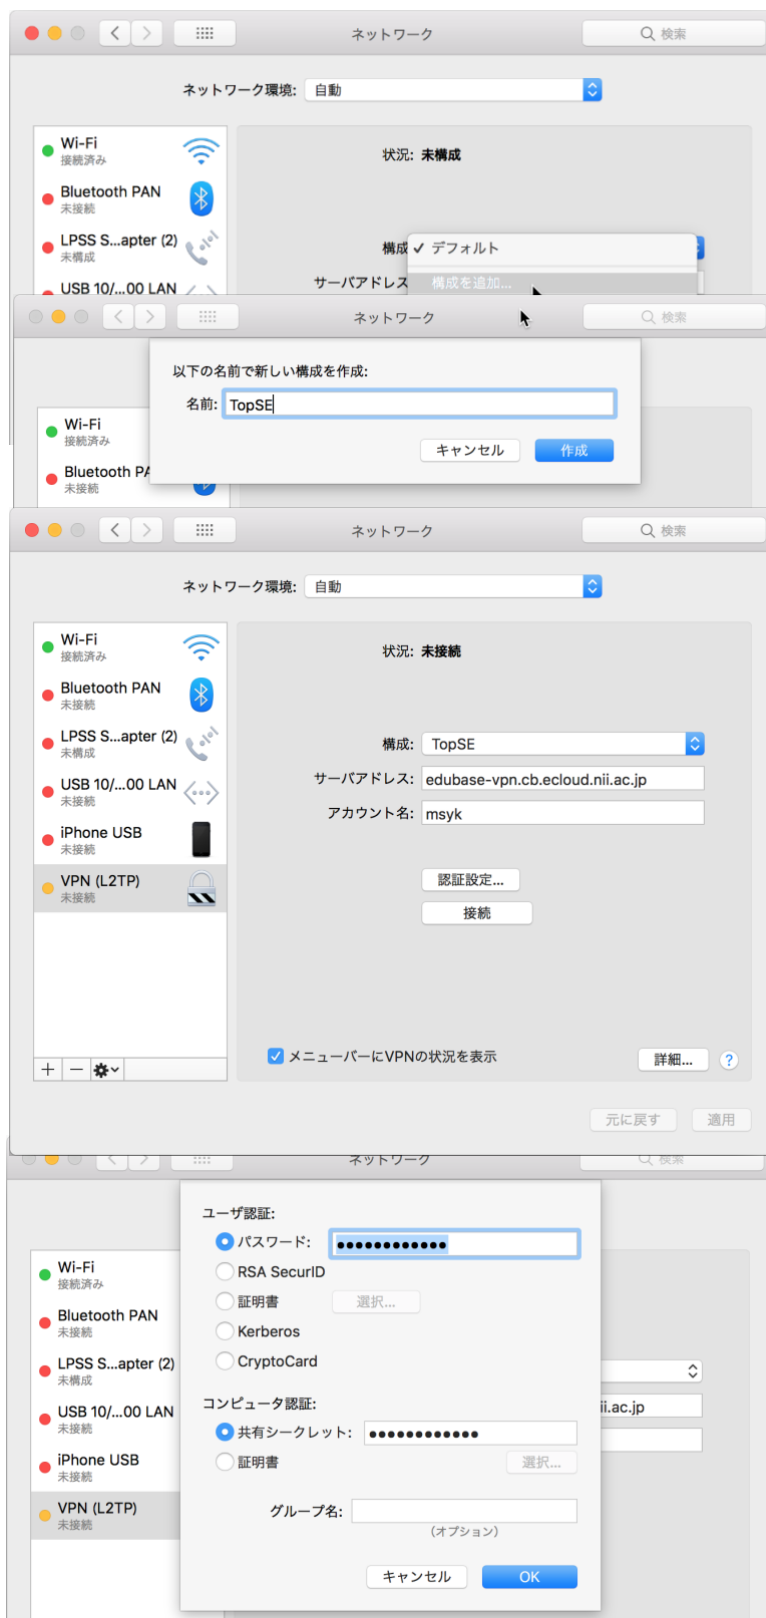 ネットワーク
検索
ネットワーク環境: 自動
Wi-Fi
接続済み
Bluetooth PAN
未接続
LPSS S...apter (2)
未構成
USB 10/...00 LAN
状況: 未構成
構成
✓ デフォルト
サーバアドレス
構成を追加...
ネットワーク
検索
以下の名前で新しい構成を作成:
名前: TopSE
キャンセル
作成
Wi-Fi
接続済み
Bluetooth PA
未接続
ネットワーク
検索
ネットワーク環境: 自動
Wi-Fi
接続済み
Bluetooth PAN
未接続
LPSS S...apter (2)
未構成
USB 10/...00 LAN
未接続
iPhone USB
未接続
VPN (L2TP)
未接続
状況: 未接続
構成: TopSE
サーバアドレス: edubase-vpn.cb.ecloud.nii.ac.jp
アカウント名: msyk
認証設定...
接続
メニューバーにVPNの状況を表示
詳細...
?
元に戻す
適用
ネットワーク
検索
Wi-Fi
接続済み
Bluetooth PAN
未接続
LPSS S...apter (2)
未構成
USB 10/...00 LAN
未接続
iPhone USB
未接続
VPN (L2TP)
未接続
ユーザ認証:
パスワード: ●●●●●●●●●●●●
RSA SecurID
証明書
選択...
Kerberos
CryptoCard
コンピュータ認証:
共有シークレット: ●●●●●●●●●●●●
証明書
選択...
グループ名:
(オプション)
キャンセル
OK
ii.ac.jp